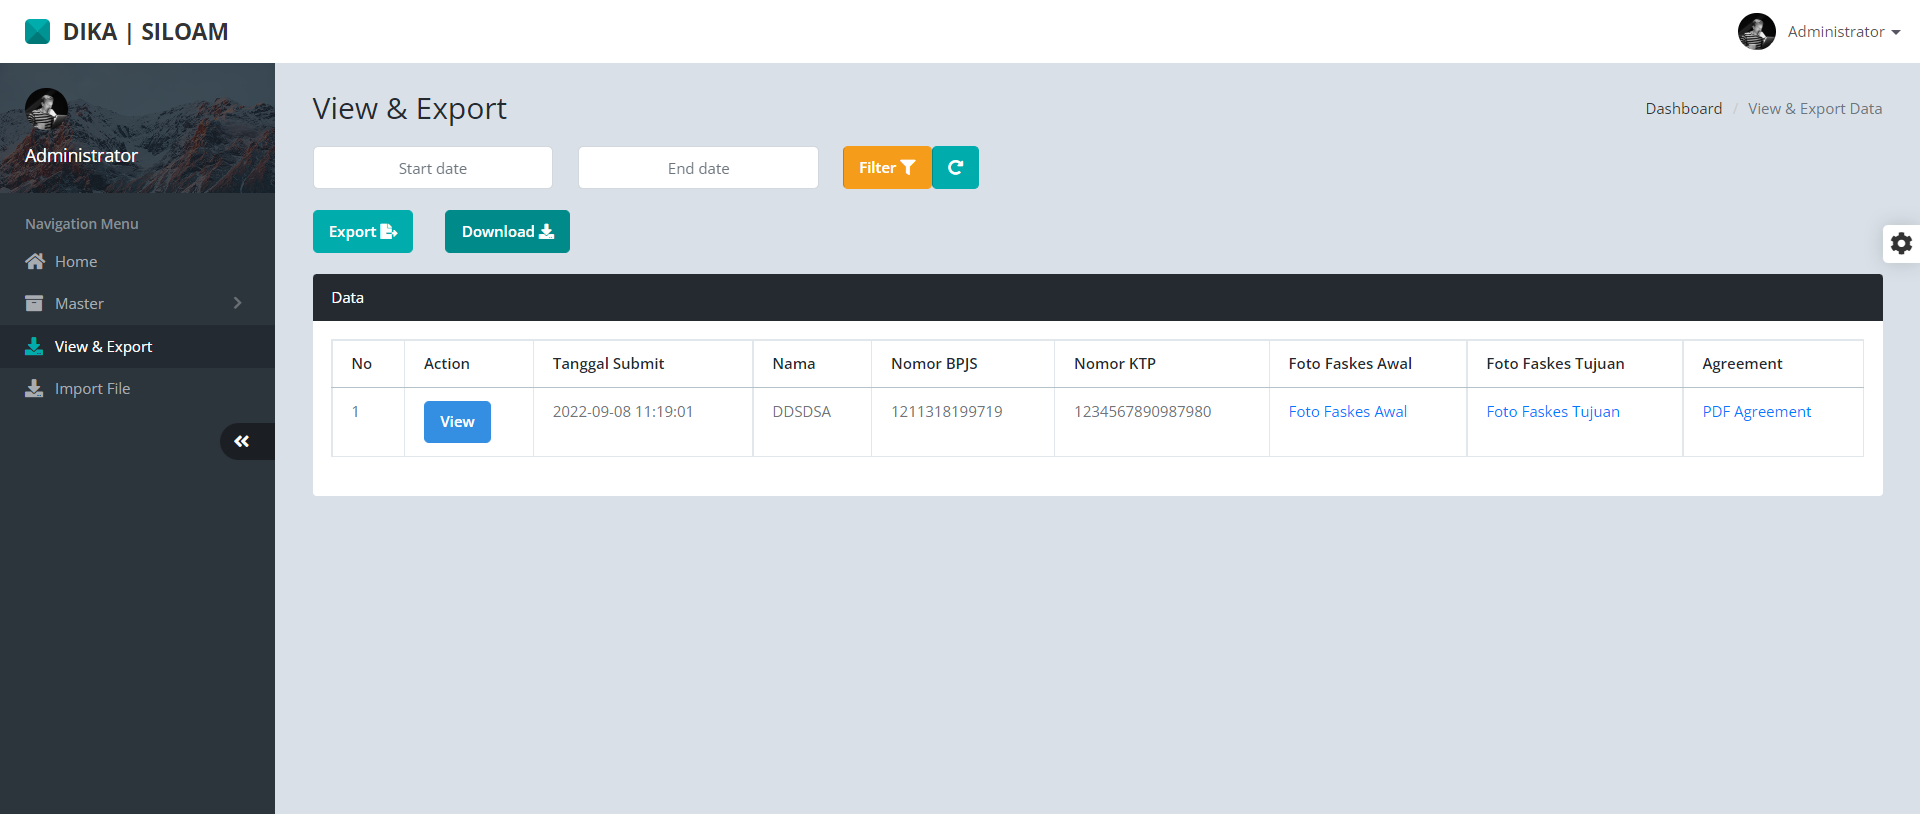 DIKA | SILOAM
Administrator
Administrator
Navigation Menu
Home
Master
View & Export
Import File
View & Export
Dashboard / View & Export Data
Start date
End date
Filter
Export
Download
Data
No Action Tanggal Submit Nama Nomor BPJS Nomor KTP Foto Faskes Awal Foto Faskes Tujuan Agreement
1 View 2022-09-08 11:19:01 DDSDSA 1211318199719 1234567890987980 Foto Faskes Awal Foto Faskes Tujuan PDF Agreement